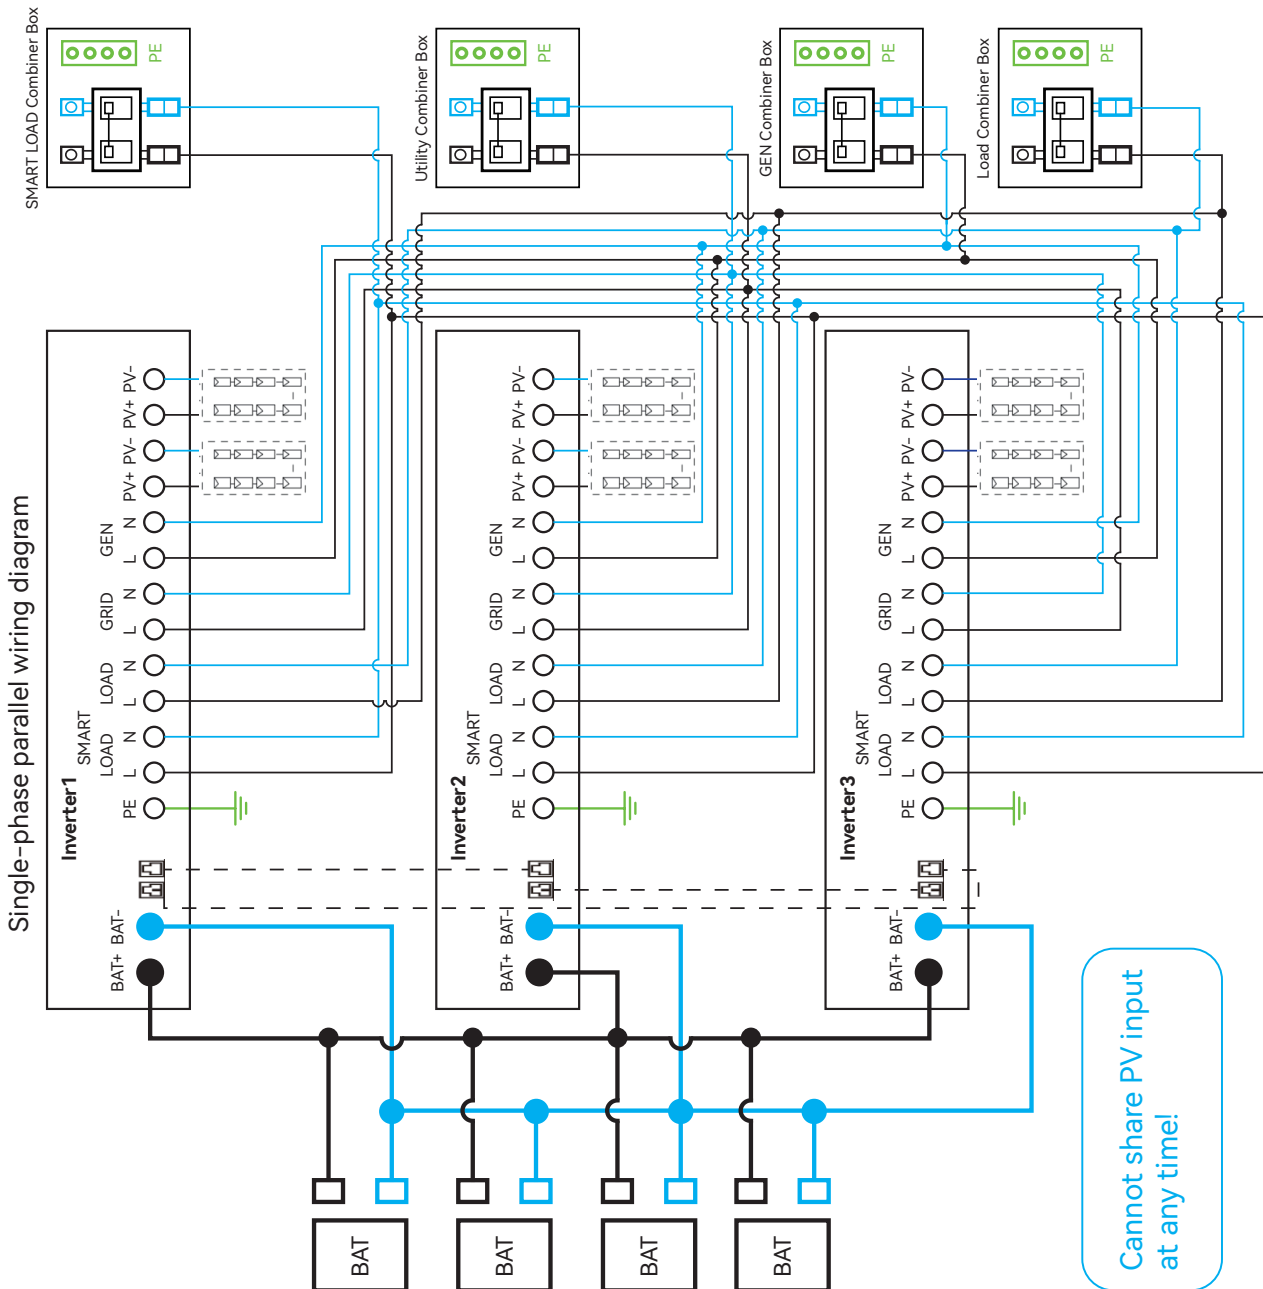 Single-phase parallel wiring diagram
SMART LOAD Combiner Box
PE
Utility Combiner Box
PE
GEN Combiner Box
PE
Load Combiner Box
PE
Inverter1
BAT+
BAT-
PE
SMART
LOAD
L
N
LOAD
L
N
GRID
L
N
GEN
L
N
PV+
PV-
PV+
PV-
Inverter2
BAT+
BAT-
PE
SMART
LOAD
L
N
LOAD
L
N
GRID
L
N
GEN
L
N
PV+
PV-
PV+
PV-
Inverter3
BAT+
BAT-
PE
SMART
LOAD
L
N
LOAD
L
N
GRID
L
N
GEN
L
N
PV+
PV-
PV+
PV-
BAT
BAT
BAT
BAT
Cannot share PV input
at any time!